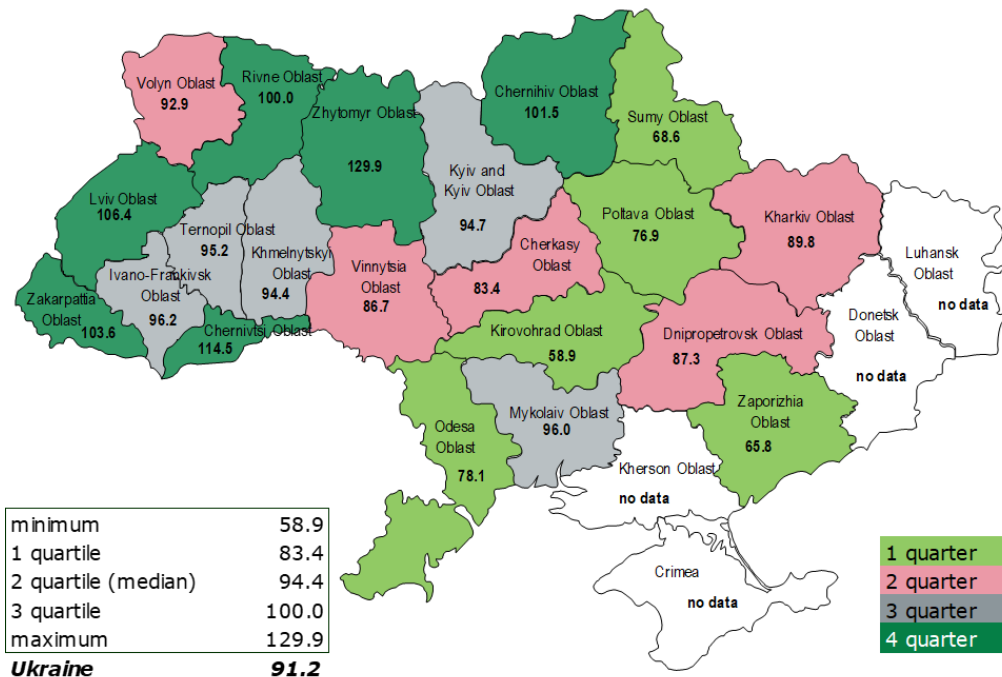 Volyn Oblast
92.9
Rivne Oblast
100.0
Zhytomyr Oblast
129.9
Chernihiv Oblast
101.5
Sumy Oblast
68.6
Kyiv and
Kyiv Oblast
94.7
Lviv Oblast
106.4
Ternopil Oblast
95.2
Khmelnytskyi
Oblast
94.4
Ivano-Frankivsk
Oblast
96.2
Zakarpattia
Oblast
103.6
Chernivtsi Oblast
114.5
Vinnytsia
Oblast
86.7
Cherkasy
Oblast
83.4
Poltava Oblast
76.9
Kharkiv Oblast
89.8
Luhansk
Oblast
no data
Donetsk
Oblast
no data
Kirovohrad Oblast
58.9
Dnipropetrovsk Oblast
87.3
Zaporizhia
Oblast
65.8
Odesa
Oblast
78.1
Mykolaiv Oblast
96.0
Kherson Oblast
no data
Crimea
no data
minimum 58.9
1 quartile 83.4
2 quartile (median) 94.4
3 quartile 100.0
maximum 129.9
Ukraine 91.2
1 quarter
2 quarter
3 quarter
4 quarter